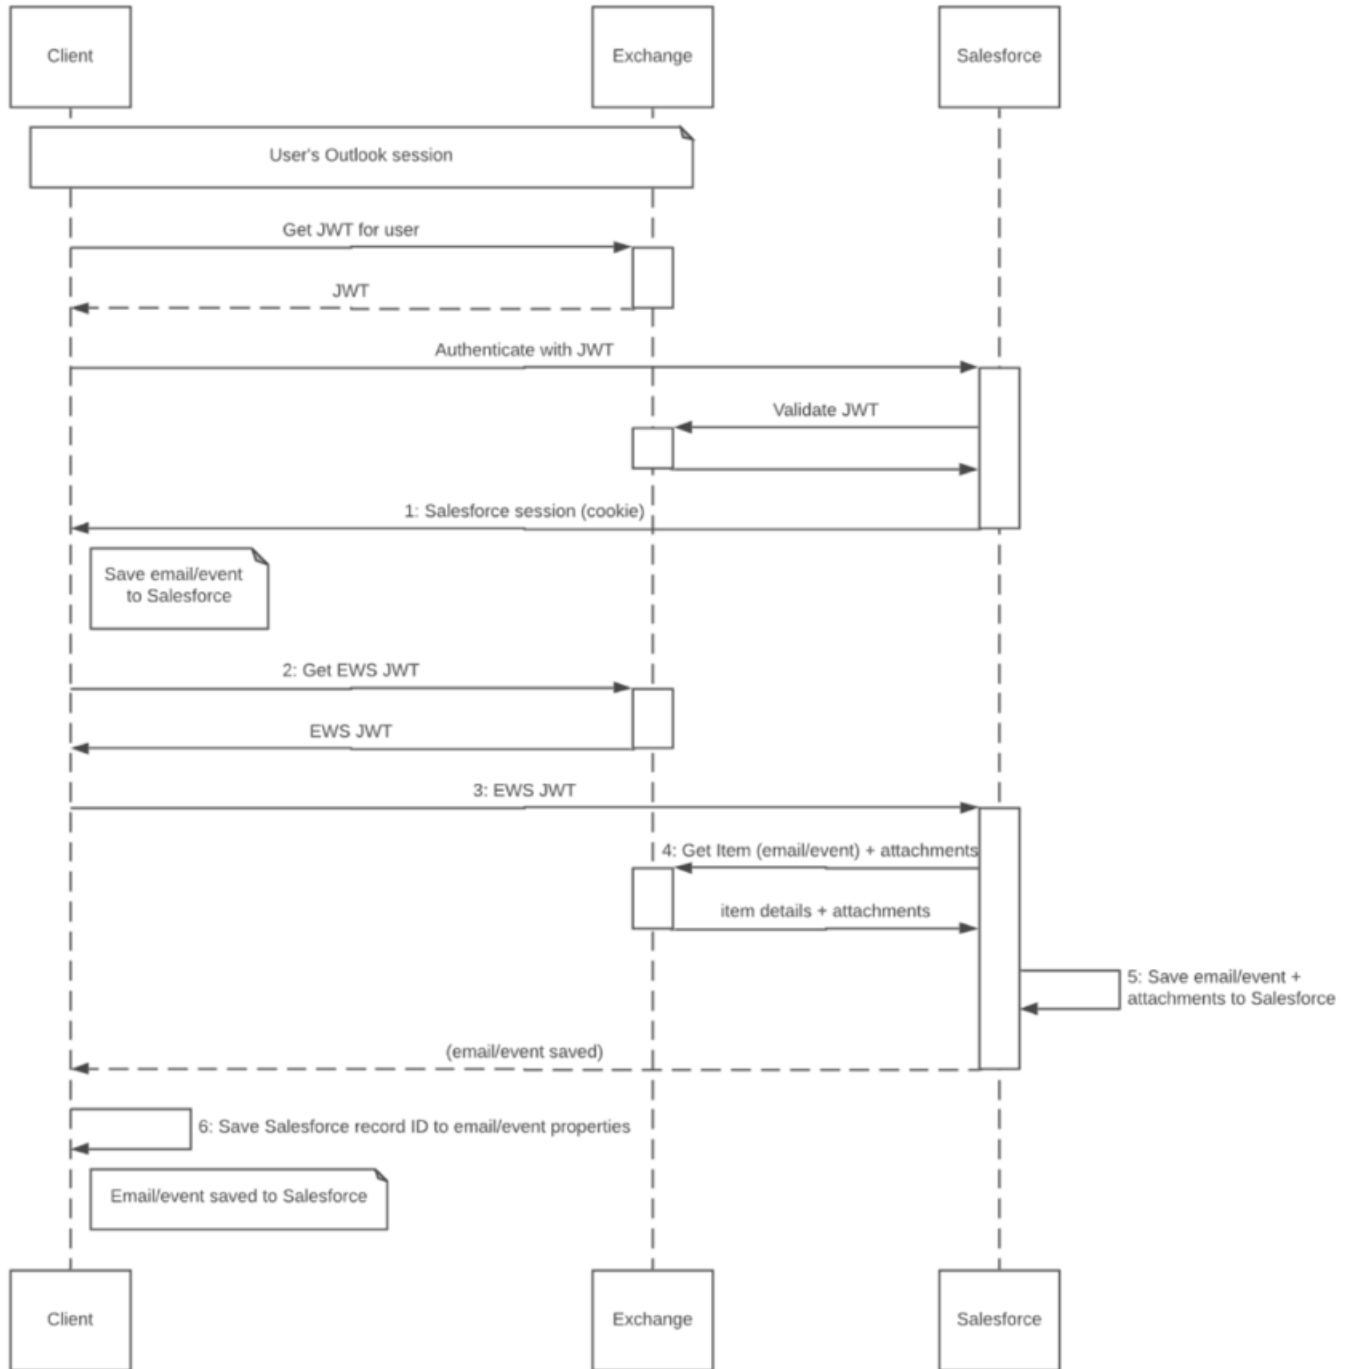 Client
Exchange
Salesforce
User's Outlook session
Get JWT for user
JWT
Authenticate with JWT
Validate JWT
1: Salesforce session (cookie)
Save email/event
to Salesforce
2: Get EWS JWT
EWS JWT
3: EWS JWT
4: Get Item (email/event) + attachments
item details + attachments
5: Save email/event +
attachments to Salesforce
(email/event saved)
6: Save Salesforce record ID to email/event properties
Email/event saved to Salesforce
Client
Exchange
Salesforce